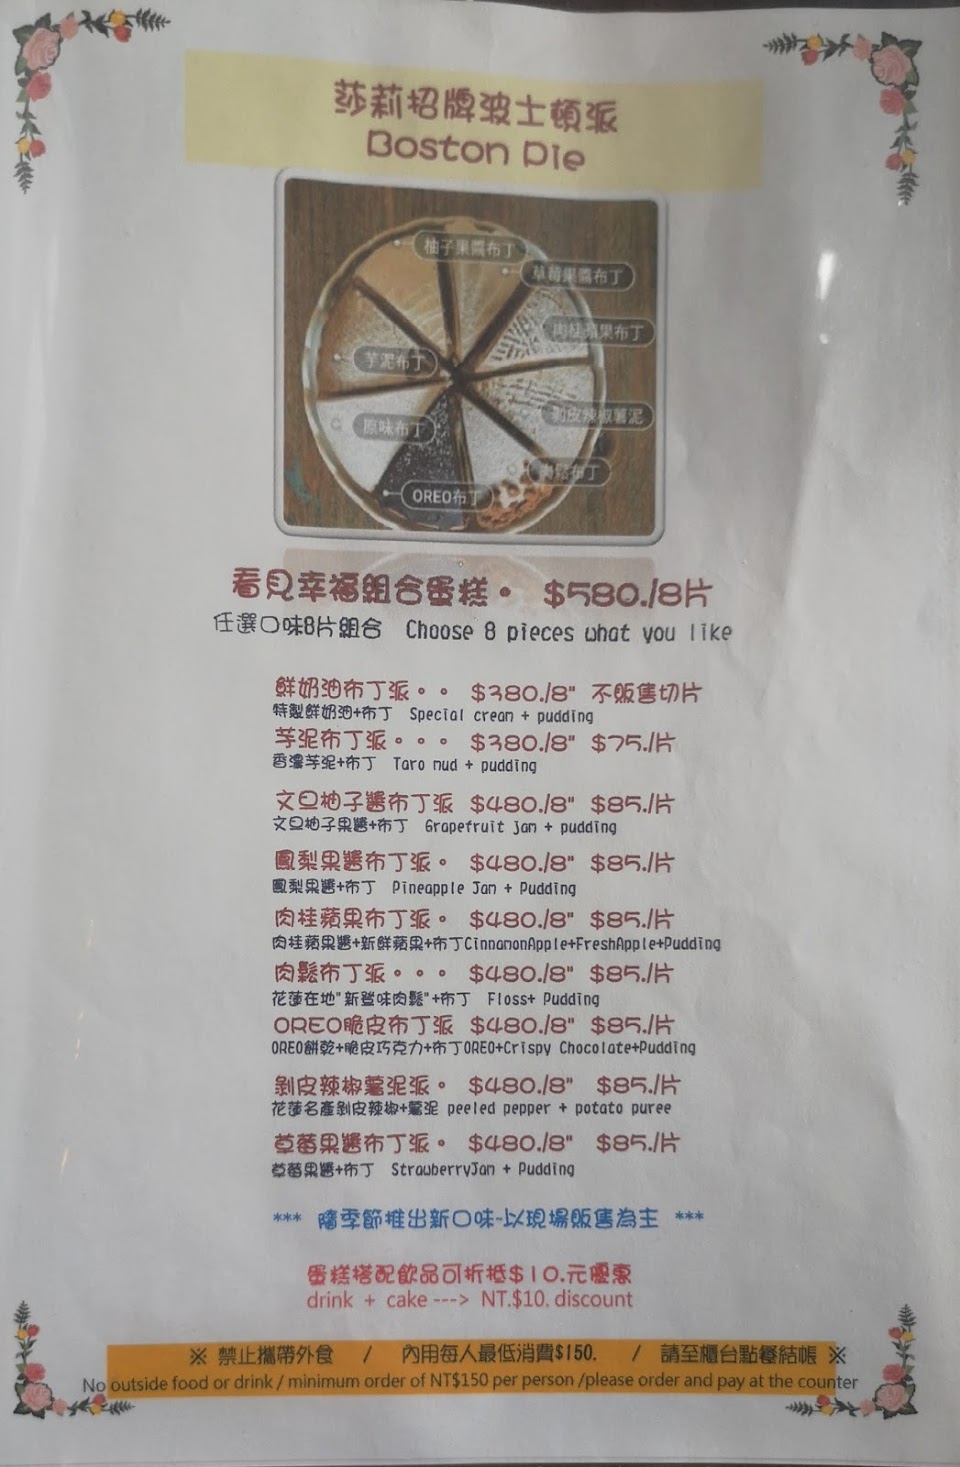 莎莉招牌波士頓派
Boston Pie
柚子果醬布丁
草莓果醬布丁
肉桂蘋果布丁
芋泥布丁
剝皮辣椒薯泥
原味布丁
肉鬆布丁
OREO布丁
看見幸福組合蛋糕。 $580./8片
任選口味8片組合 Choose 8 pieces what you like
鮮奶油布丁派。。 $380./8" 不販售切片
特製鮮奶油+布丁 Special cream + pudding
芋泥布丁派。。。 $380./8" $75./片
香濃芋泥+布丁 Taro mud + pudding
文旦柚子醬布丁派 $480./8" $85./片
文旦柚子果醬+布丁 Grapefruit jam + pudding
鳳梨果醬布丁派。 $480./8" $85./片
鳳梨果醬+布丁 Pineapple Jam + Pudding
肉桂蘋果布丁派。 $480./8" $85./片
肉桂蘋果醬+新鮮蘋果+布丁CinnamonApple+FreshApple+Pudding
肉鬆布丁派。。。 $480./8" $85./片
花蓮在地"新登味肉鬆"+布丁 Floss+ Pudding
OREO脆皮布丁派 $480./8" $85./片
OREO餅乾+脆皮巧克力+布丁OREO+Crispy Chocolate+Pudding
剝皮辣椒薯泥派。 $480./8" $85./片
花蓮名產剝皮辣椒+薯泥 peeled pepper + potato puree
草莓果醬布丁派。 $480./8" $85./片
草莓果醬+布丁 StrawberryJam + Pudding
*** 隨季節推出新口味~以現場販售為主 ***
蛋糕搭配飲品可折抵$10.元優惠
drink + cake ---> NT.$10. discount
※ 禁止攜帶外食 / 內用每人最低消費$150. / 請至櫃台點餐結帳 ※
No outside food or drink / minimum order of NT$150 per person /please order and pay at the counter